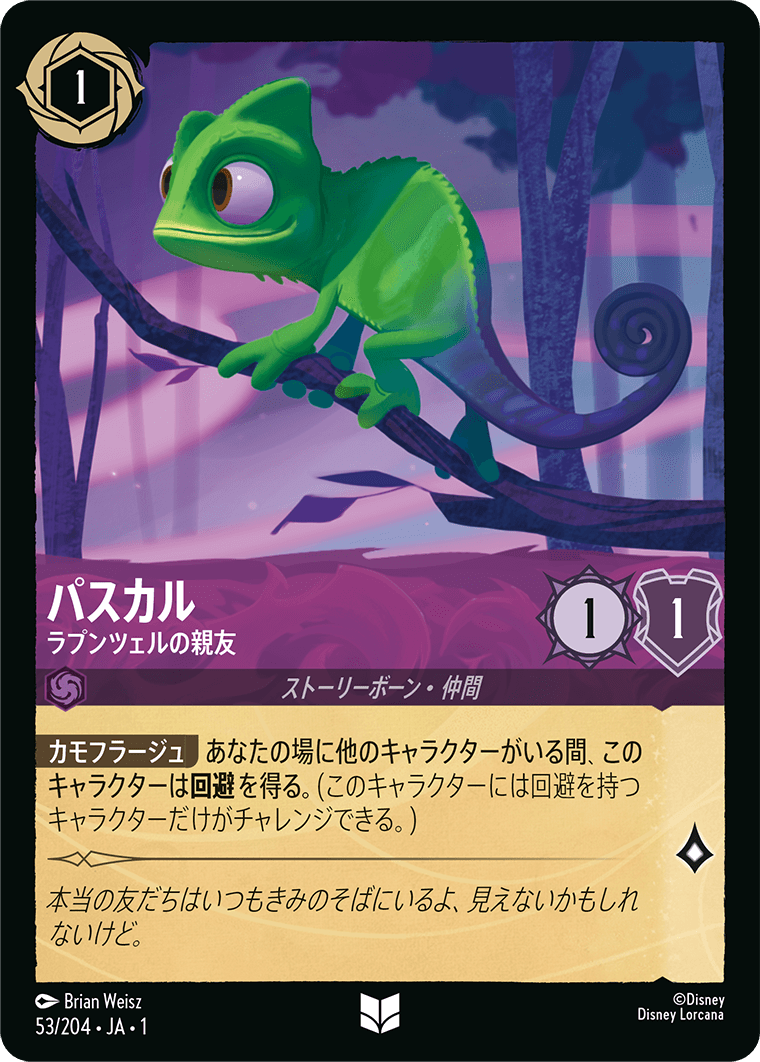 1
パスカル
ラプンツェルの親友
1
1
ストーリーボーン・仲間
カモフラージュ あなたの場に他のキャラクターがいる間、この
キャラクターは回避を得る。(このキャラクターには回避を持つ
キャラクターだけがチャレンジできる。)
本当の友だちはいつもきみのそばにいるよ、見えないかもしれ
ないけど。
Brian Weisz
53/204・JA・1
©Disney
Disney Lorcana